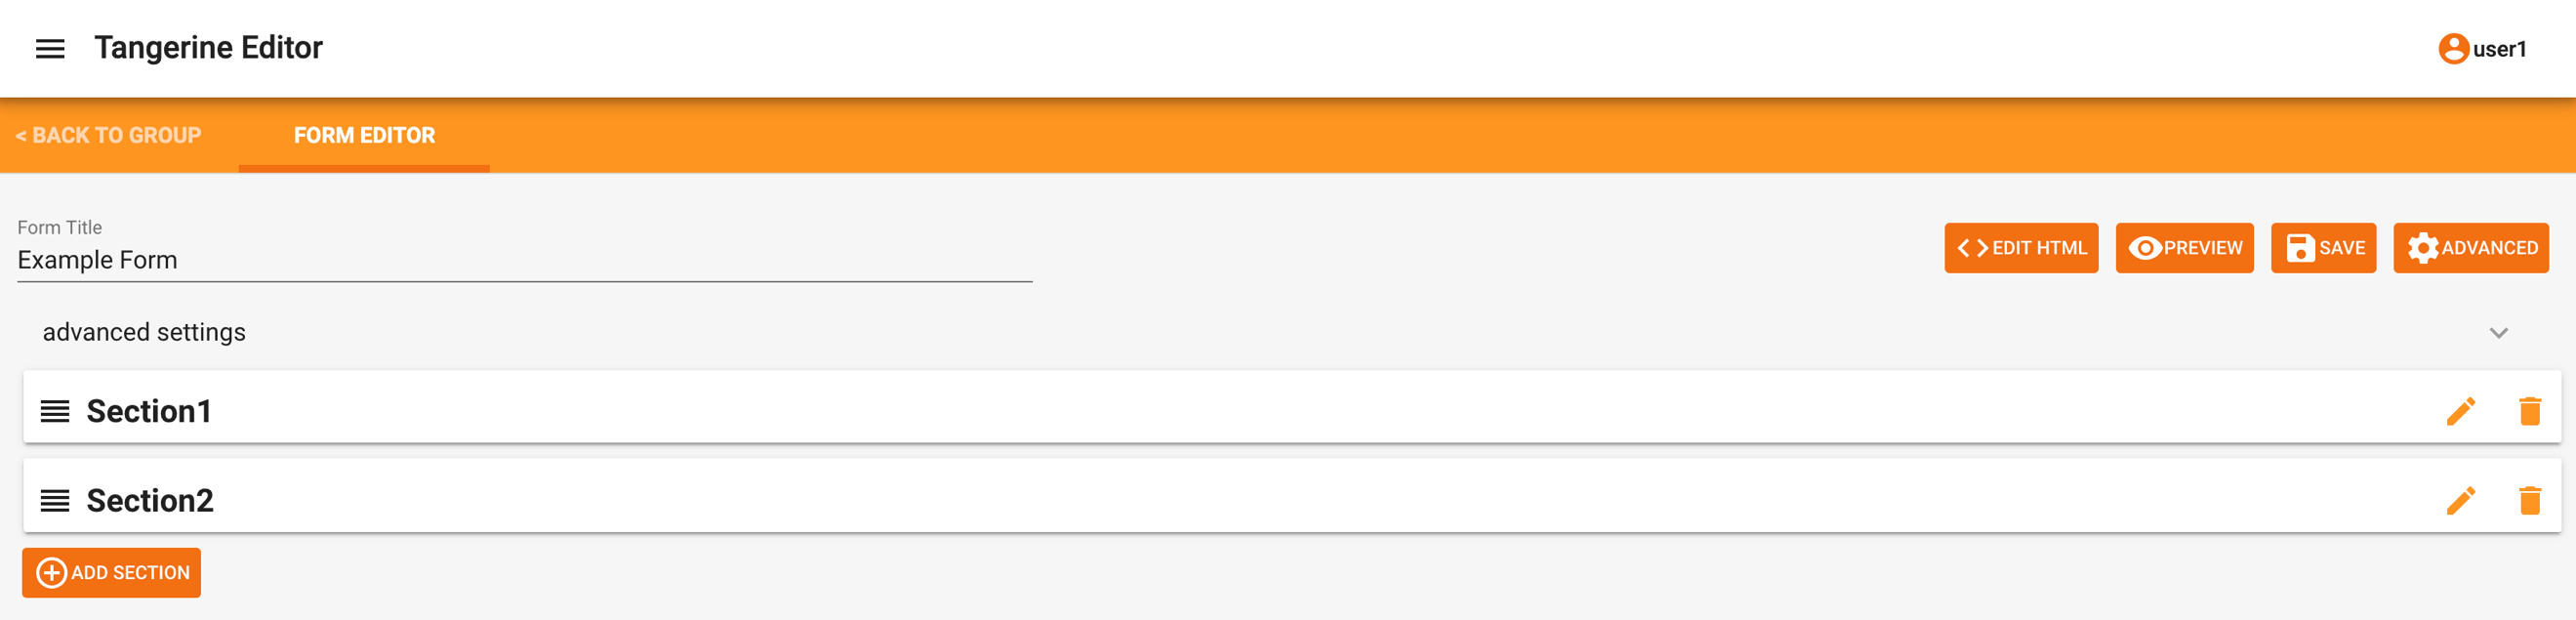 Tangerine Editor
user1
< BACK TO GROUP
FORM EDITOR
Form Title
Example Form
EDIT HTML
PREVIEW
SAVE
ADVANCED
advanced settings
Section1
Section2
ADD SECTION